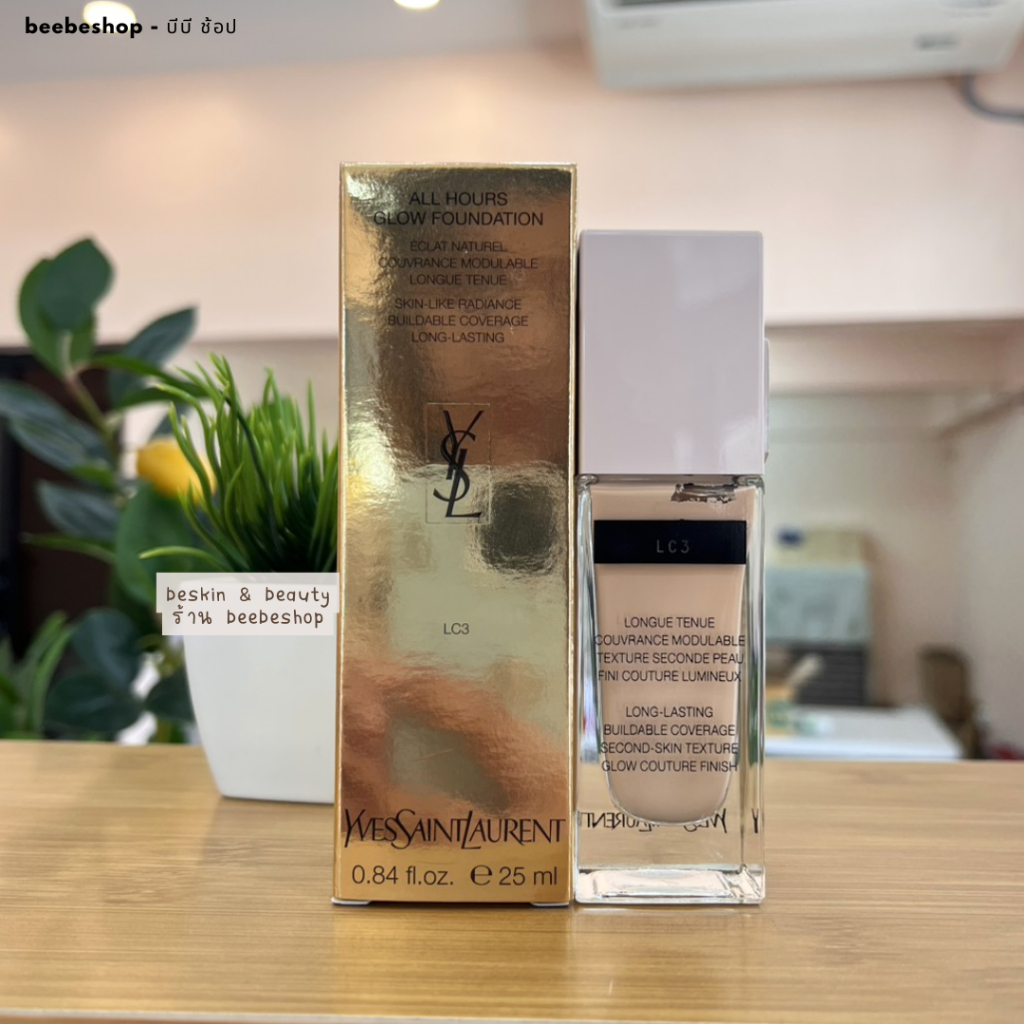 beebeshop - บีบี ช้อป
ALL HOURS
GLOW FOUNDATION
ÉCLAT NATUREL
COUVRANCE MODULABLE
LONGUE TENUE
SKIN-LIKE RADIANCE
BUILDABLE COVERAGE
LONG-LASTING
YSL
LC3
YVESSAINTLAURENT
0.84 fl.oz. ℮ 25 ml
beskin & beauty
ร้าน beebeshop
LC3
LONGUE TENUE
COUVRANCE MODULABLE
TEXTURE SECONDE PEAU
FINI COUTURE LUMINEUX
LONG-LASTING
BUILDABLE COVERAGE
SECOND-SKIN TEXTURE
GLOW COUTURE FINISH
YVESSAINTLAURENT